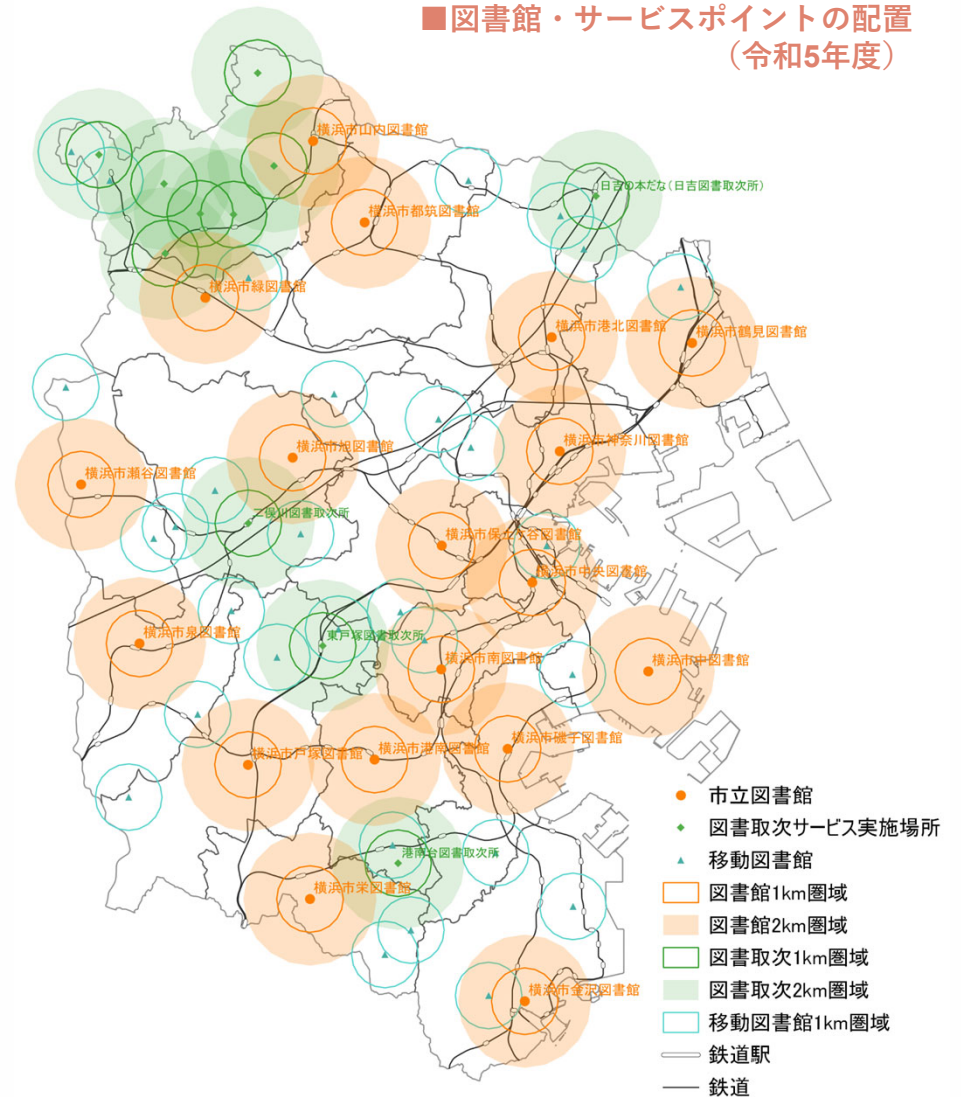 ■図書館・サービスポイントの配置
（令和5年度）
横浜市山内図書館
日吉の本だな（日吉図書取次所）
横浜市都筑図書館
横浜市緑図書館
横浜市港北図書館
横浜市鶴見図書館
横浜市神奈川図書館
横浜市旭図書館
横浜市瀬谷図書館
二俣川図書取次所
横浜市保土ケ谷図書館
横浜市中央図書館
横浜市泉図書館
東戸塚図書取次所
横浜市南図書館
横浜市中図書館
横浜市戸塚図書館
横浜市港南図書館
横浜市磯子図書館
港南台図書取次所
横浜市栄図書館
横浜市金沢図書館
市立図書館
図書取次サービス実施場所
移動図書館
図書館1km圏域
図書館2km圏域
図書取次1km圏域
図書取次2km圏域
移動図書館1km圏域
鉄道駅
鉄道